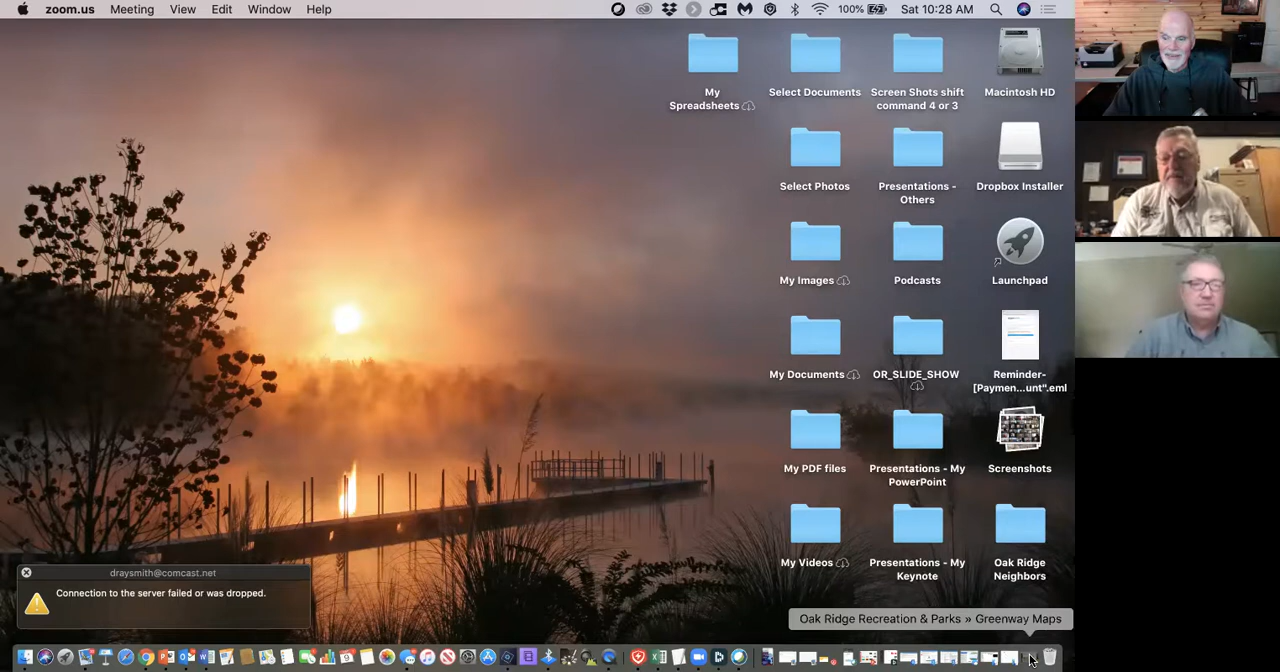 zoom.us Meeting View Edit Window Help 100% Sat 10:28 AM
My Spreadsheets
Select Documents
Screen Shots shift command 4 or 3
Macintosh HD
Select Photos
Presentations - Others
Dropbox Installer
My Images
Podcasts
Launchpad
My Documents
OR_SLIDE_SHOW
Reminder-
[Paymen...unt".eml
My PDF files
Presentations - My PowerPoint
Screenshots
My Videos
Presentations - My Keynote
Oak Ridge Neighbors
draysmith@comcast.net
Connection to the server failed or was dropped.
Oak Ridge Recreation & Parks » Greenway Maps